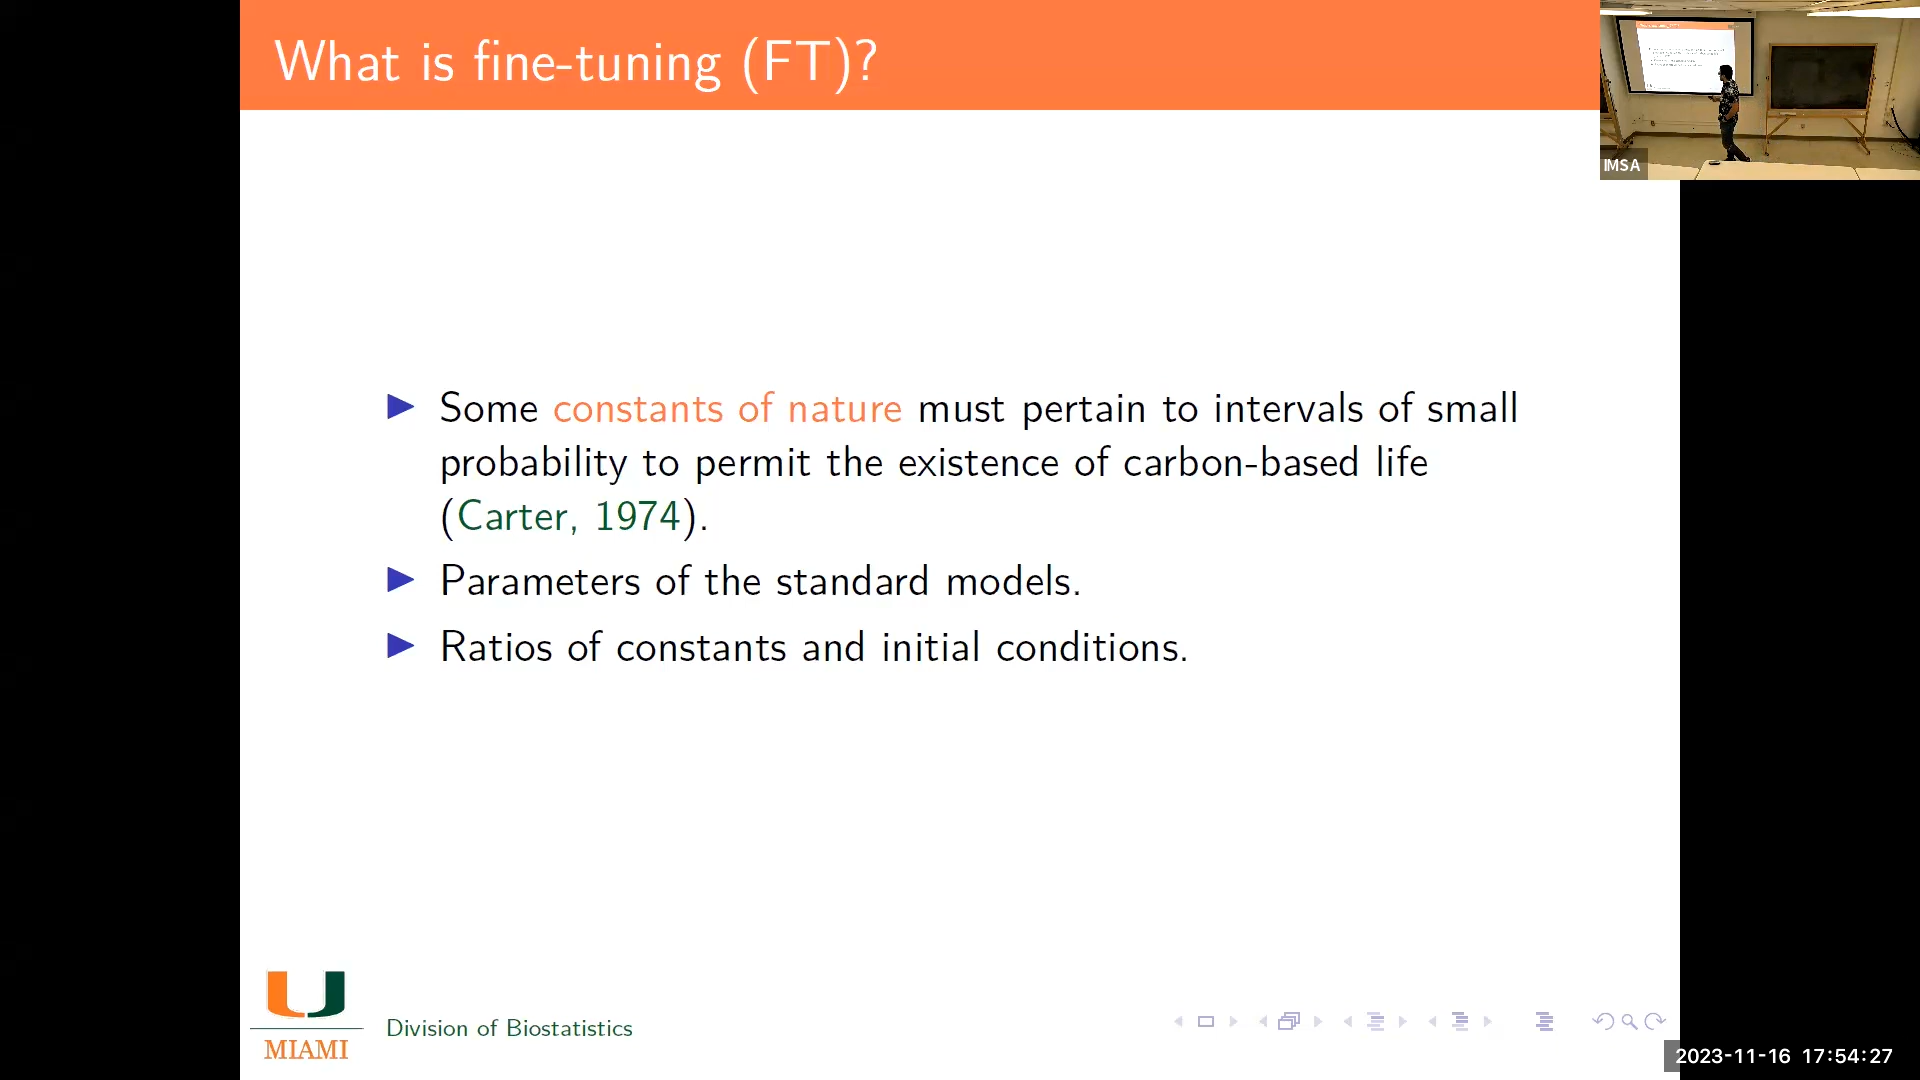 What is fine-tuning (FT)?
IMSA
Some constants of nature must pertain to intervals of small
probability to permit the existence of carbon-based life
(Carter, 1974).
Parameters of the standard models.
Ratios of constants and initial conditions.
MIAMI
Division of Biostatistics
2023-11-16 17:54:27